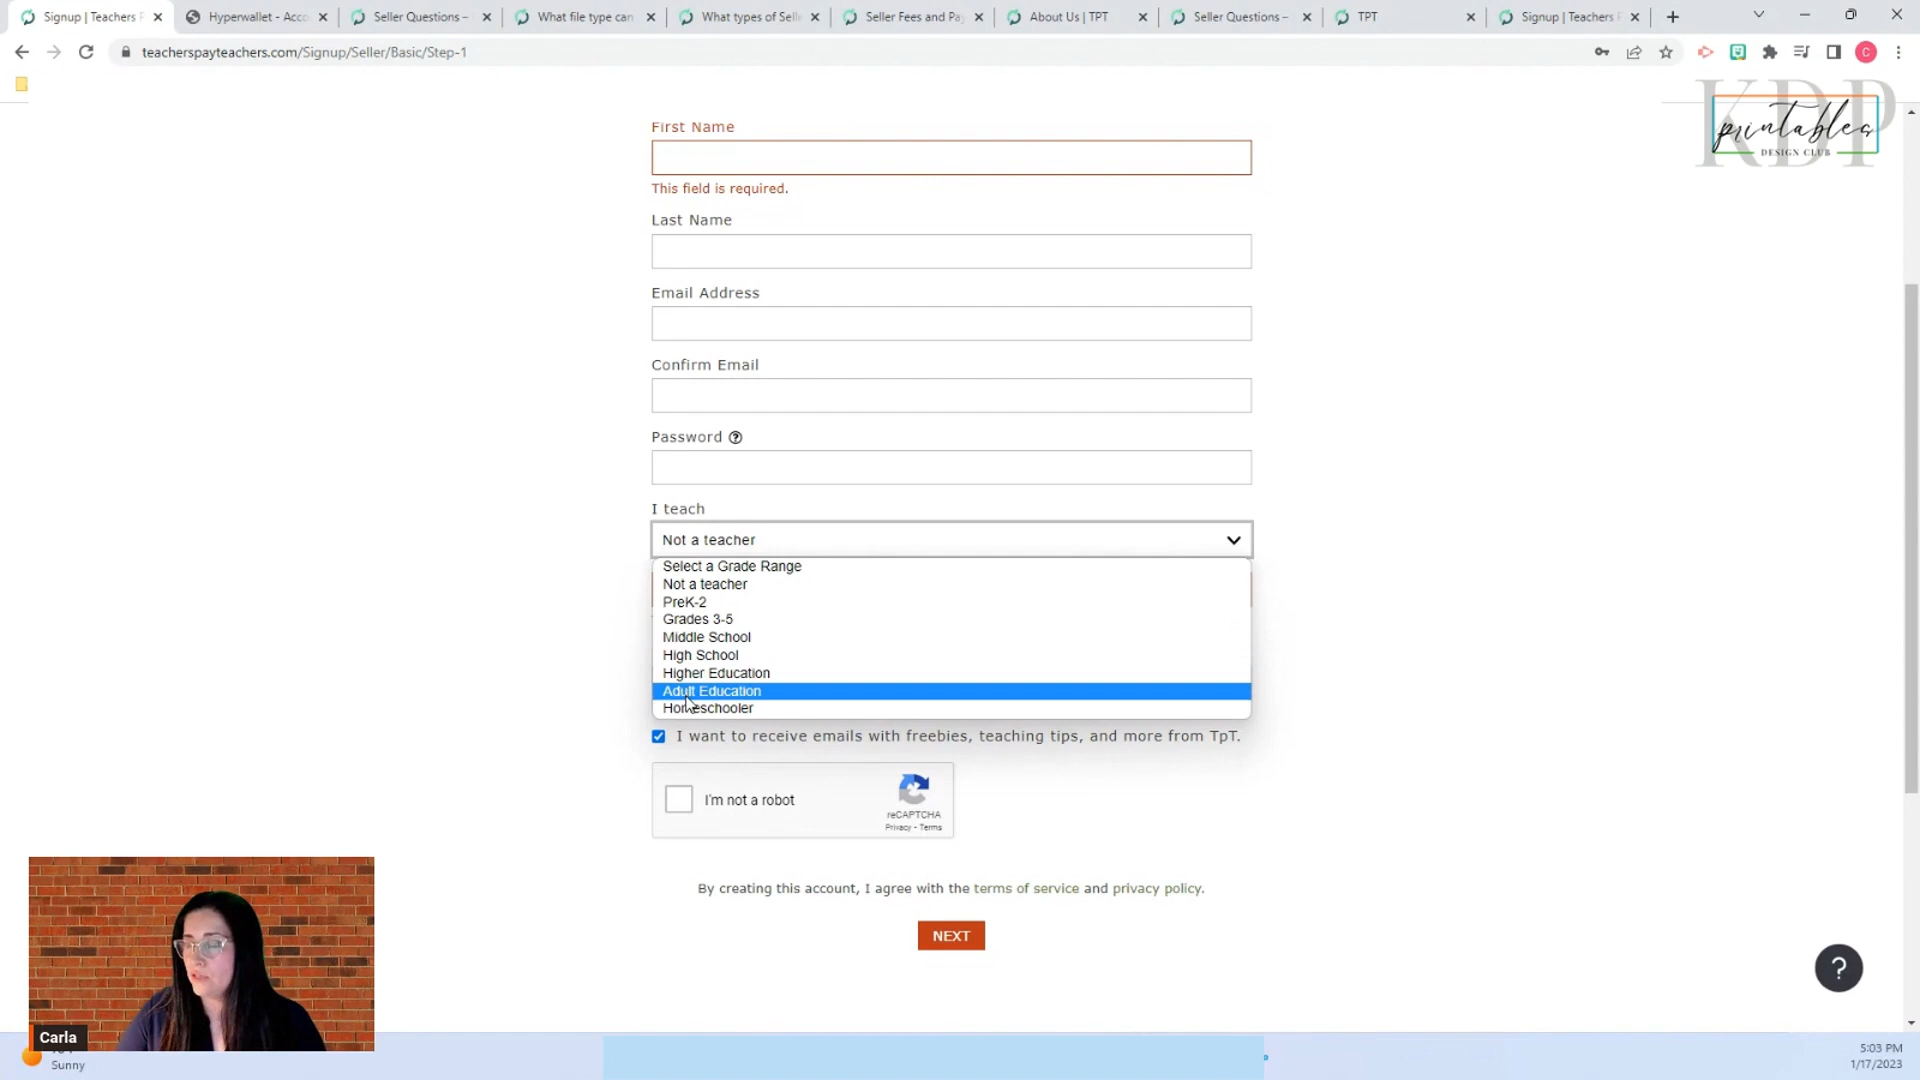 Signup | Teachers P
Hyperwallet - Acco
Seller Questions –
What file type can
What types of Selle
Seller Fees and Pay
About Us | TPT
Seller Questions –
TPT
Signup | Teachers P
teacherspayteachers.com/Signup/Seller/Basic/Step-1
C
KDP
printables
DESIGN CLUB
First Name
This field is required.
Last Name
Email Address
Confirm Email
Password
I teach
Not a teacher
Select a Grade Range
Not a teacher
PreK-2
Grades 3-5
Middle School
High School
Higher Education
Adult Education
Homeschooler
I want to receive emails with freebies, teaching tips, and more from TpT.
I'm not a robot
reCAPTCHA
Privacy - Terms
By creating this account, I agree with the terms of service and privacy policy.
NEXT
?
Carla
Sunny
5:03 PM
1/17/2023